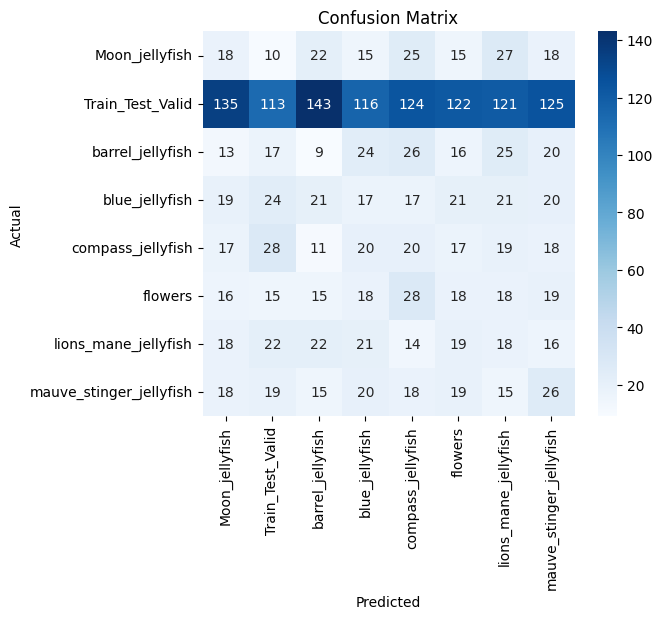 Confusion Matrix
Moon_jellyfish 18 10 22 15 25 15 27 18
Train_Test_Valid 135 113 143 116 124 122 121 125
barrel_jellyfish 13 17 9 24 26 16 25 20
blue_jellyfish 19 24 21 17 17 21 21 20
compass_jellyfish 17 28 11 20 20 17 19 18
flowers 16 15 15 18 28 18 18 19
lions_mane_jellyfish 18 22 22 21 14 19 18 16
mauve_stinger_jellyfish 18 19 15 20 18 19 15 26
Actual
Moon_jellyfish
Train_Test_Valid
barrel_jellyfish
blue_jellyfish
compass_jellyfish
flowers
lions_mane_jellyfish
mauve_stinger_jellyfish
Predicted
140
120
100
80
60
40
20